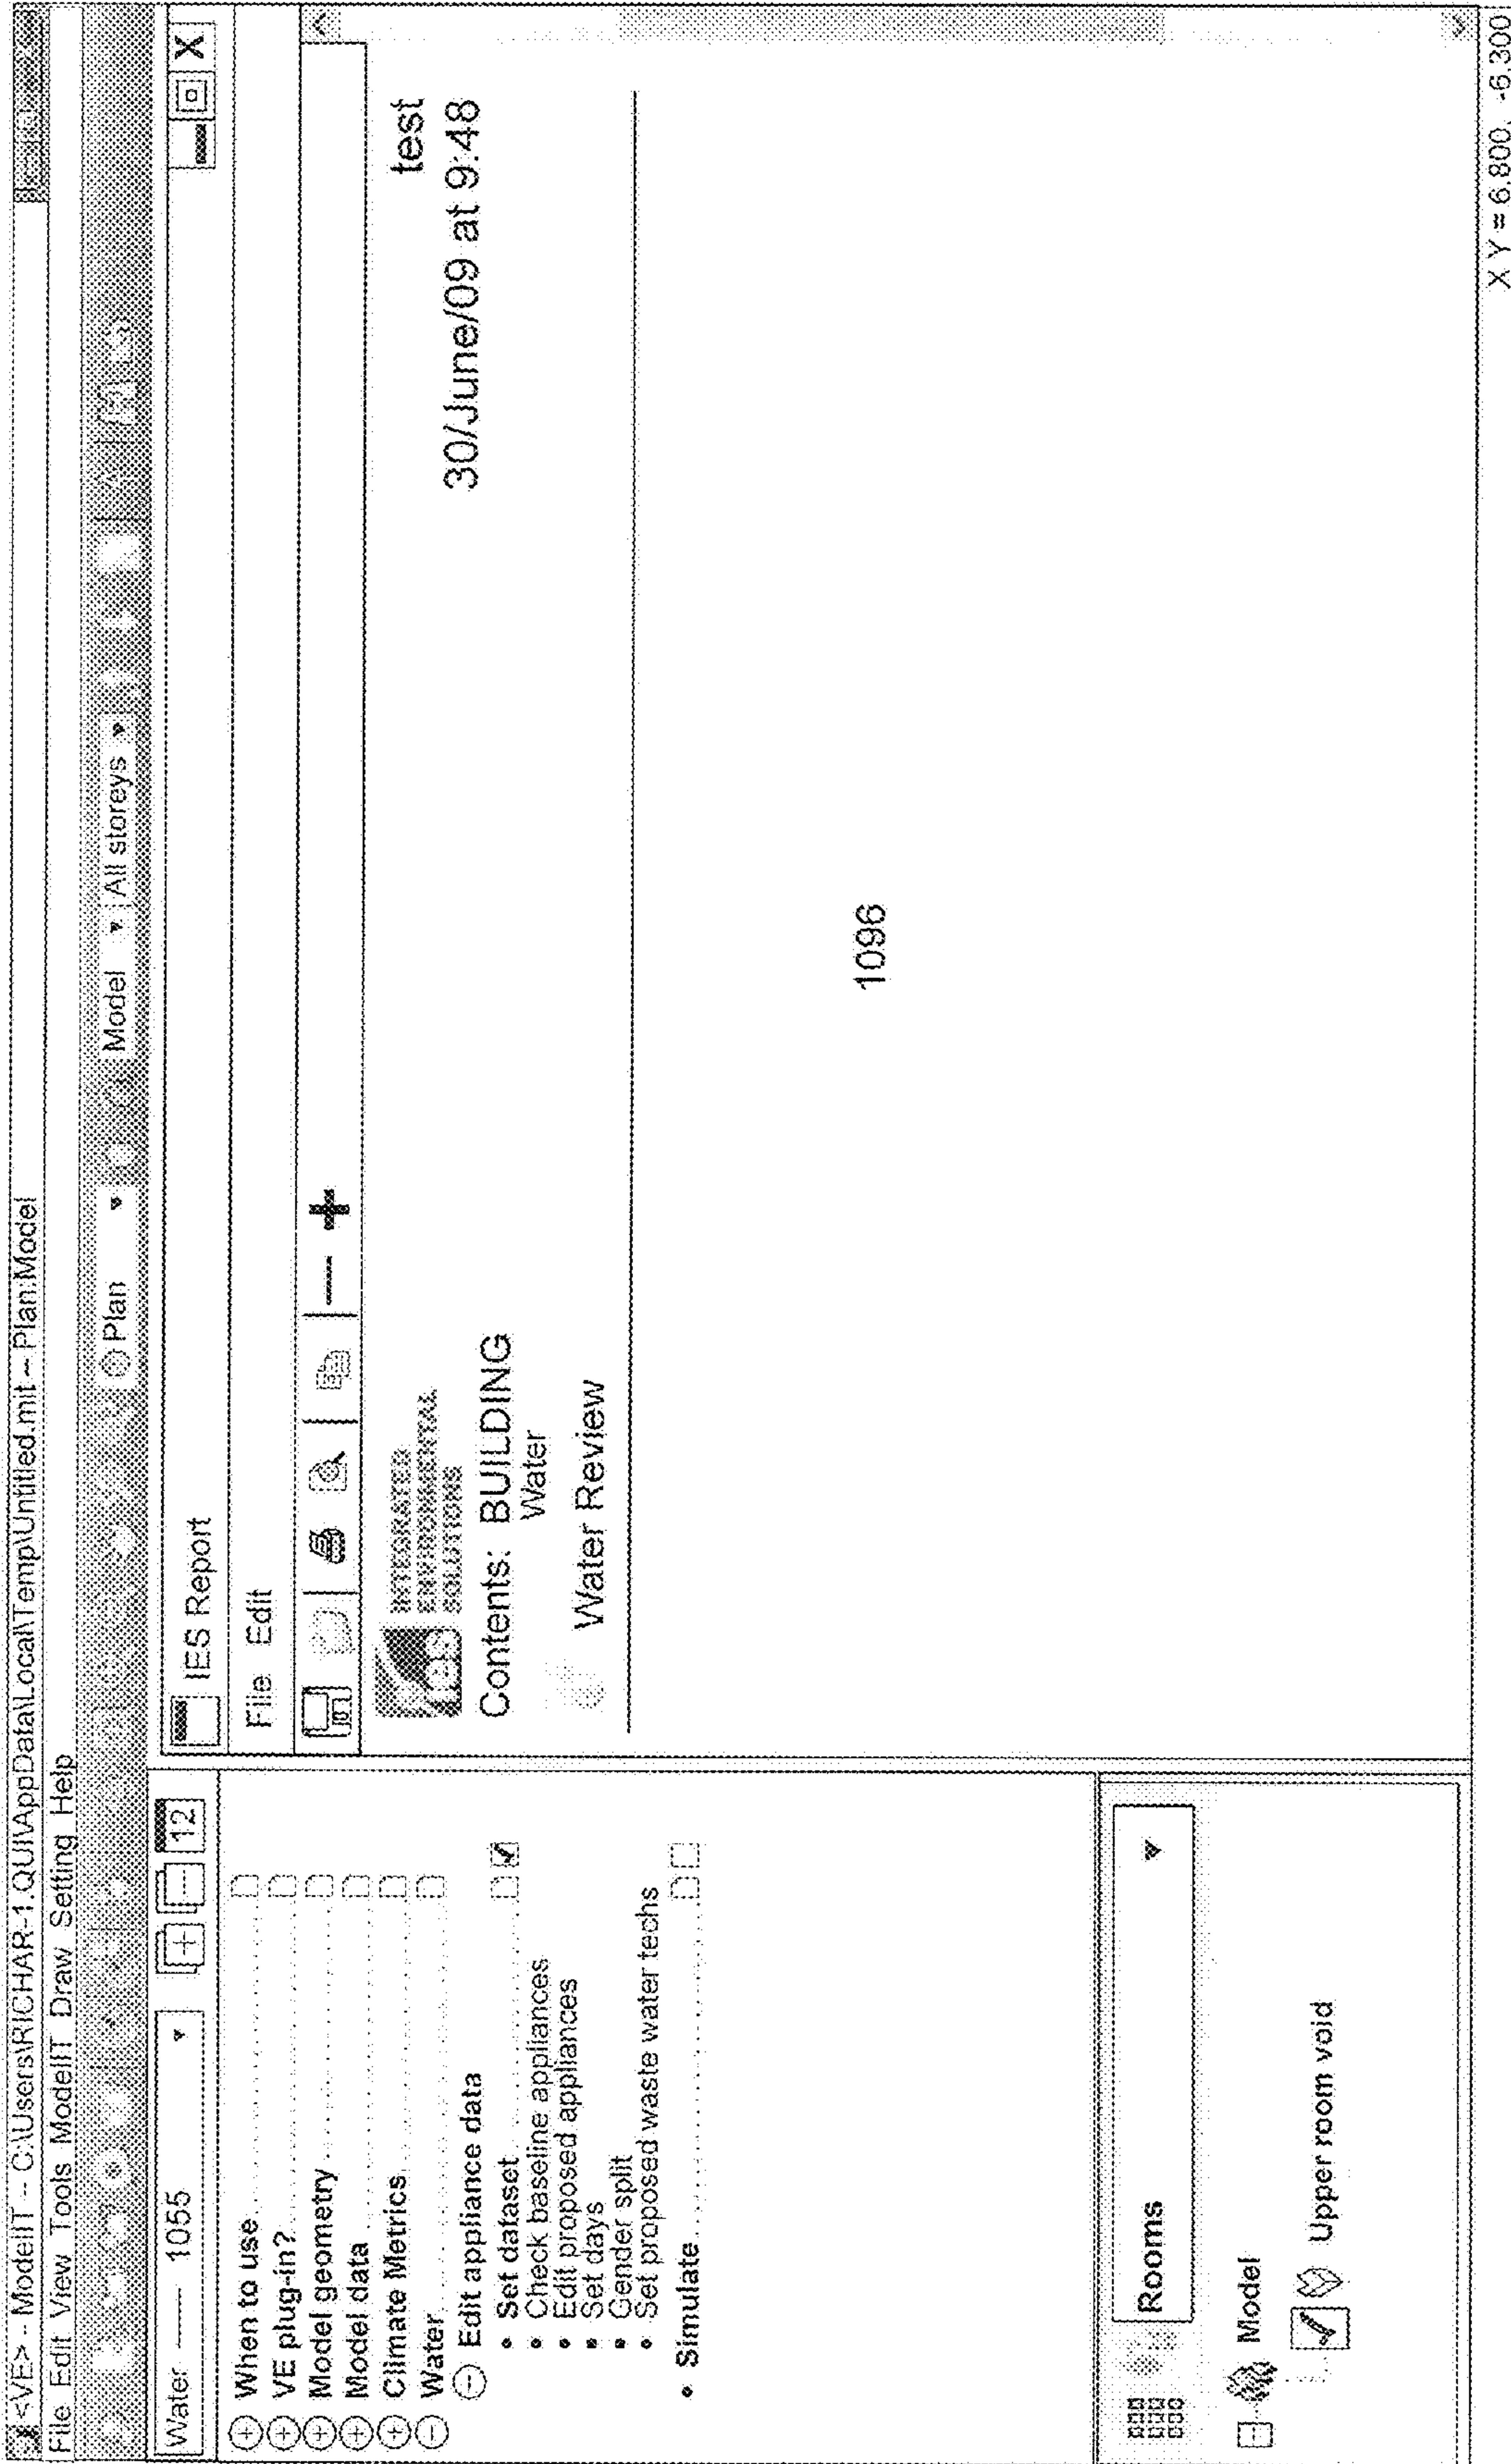 <VE> - ModelIT -- C:\Users\RICHAR-1.QUI\AppData\Local\Temp\Untitled.mit -- Plan:Model
File Edit View Tools ModelIT Draw Setting Help
Plan Model All storeys
Water 1055
12
When to use
VE plug-in?
Model geometry
Model data
Climate Metrics
Water
Edit appliance data
• Set dataset
• Check baseline appliances
• Edit proposed appliances
• Set days
• Gender split
• Set proposed waste water techs
• Simulate
Rooms
Model
Upper room void
IES Report
File Edit
INTEGRATED
ENVIRONMENTAL
SOLUTIONS
test
30/June/09 at 9:48
Contents: BUILDING
Water
Water Review
1096
X Y = 6.800, -6.300